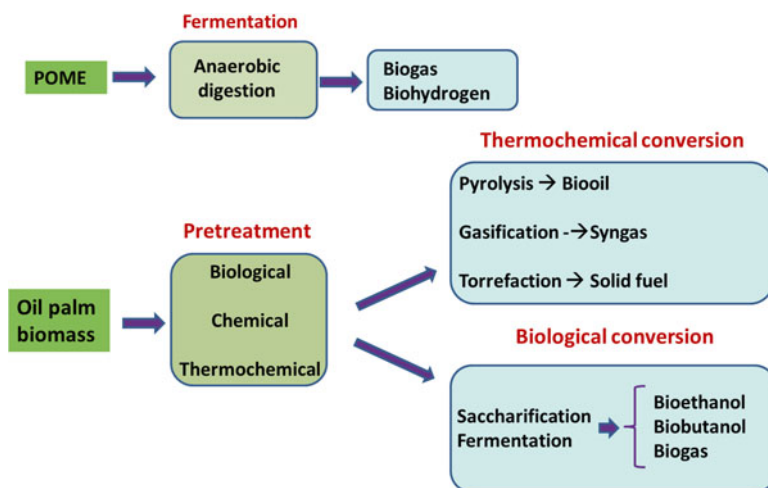 Fermentation
POME
Anaerobic
digestion
Biogas
Biohydrogen
Thermochemical conversion
Pyrolysis → Biooil
Gasification -→Syngas
Torrefaction → Solid fuel
Pretreatment
Biological
Chemical
Thermochemical
Oil palm
biomass
Biological conversion
Saccharification
Fermentation
Bioethanol
Biobutanol
Biogas